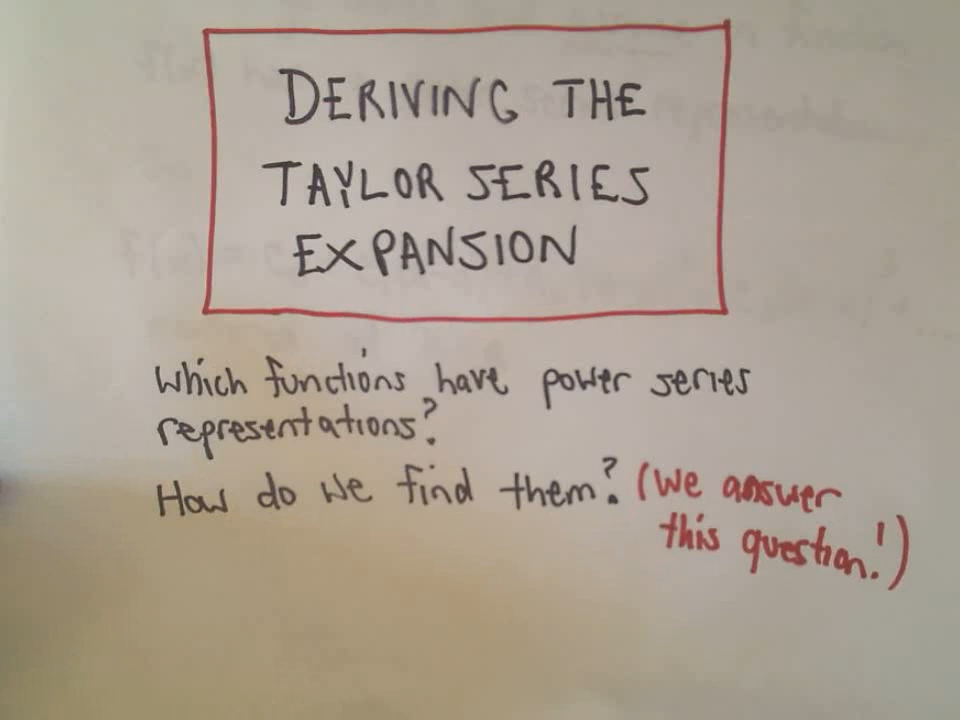 DERIVING THE
TAYLOR SERIES
EXPANSION
Which functions have power series
representations?
How do we find them? (We answer
this question!)